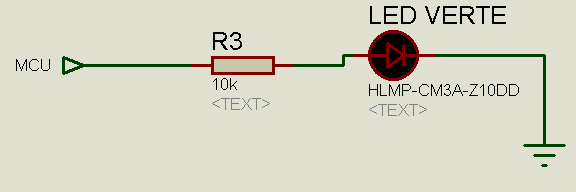 LED VERTE
R3
MCU
10k
HLMP-CM3A-Z10DD
<TEXT>
<TEXT>